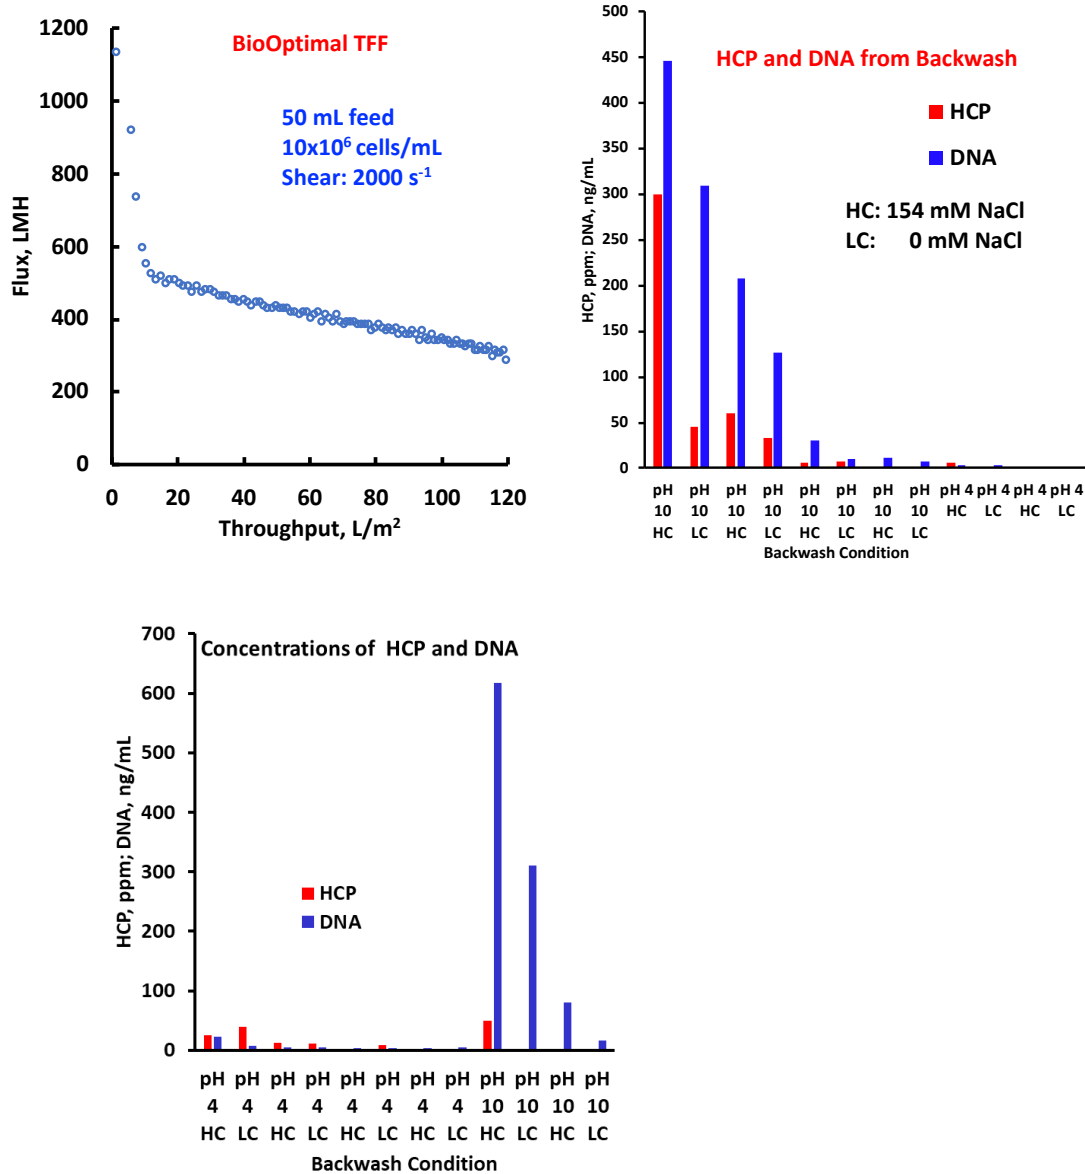 BioOptimal TFF
50 mL feed
10x10⁶ cells/mL
Shear: 2000 s⁻¹
Flux, LMH
1200
1000
800
600
400
200
0
0 20 40 60 80 100 120
Throughput, L/m²
HCP and DNA from Backwash
HCP
DNA
HC: 154 mM NaCl
LC: 0 mM NaCl
HCP, ppm; DNA, ng/mL
500
450
400
350
300
250
200
150
100
50
0
pH pH pH pH pH pH pH pH pH 4 pH 4 pH 4 pH 4
10 10 10 10 10 10 10 10 HC LC HC LC
HC LC HC LC HC LC HC LC
Backwash Condition
Concentrations of HCP and DNA
HCP
DNA
HCP, ppm; DNA, ng/mL
700
600
500
400
300
200
100
0
pH pH pH pH pH pH pH pH pH pH pH pH
4 4 4 4 4 4 4 4 10 10 10 10
HC LC HC LC HC LC HC LC HC LC HC LC
Backwash Condition